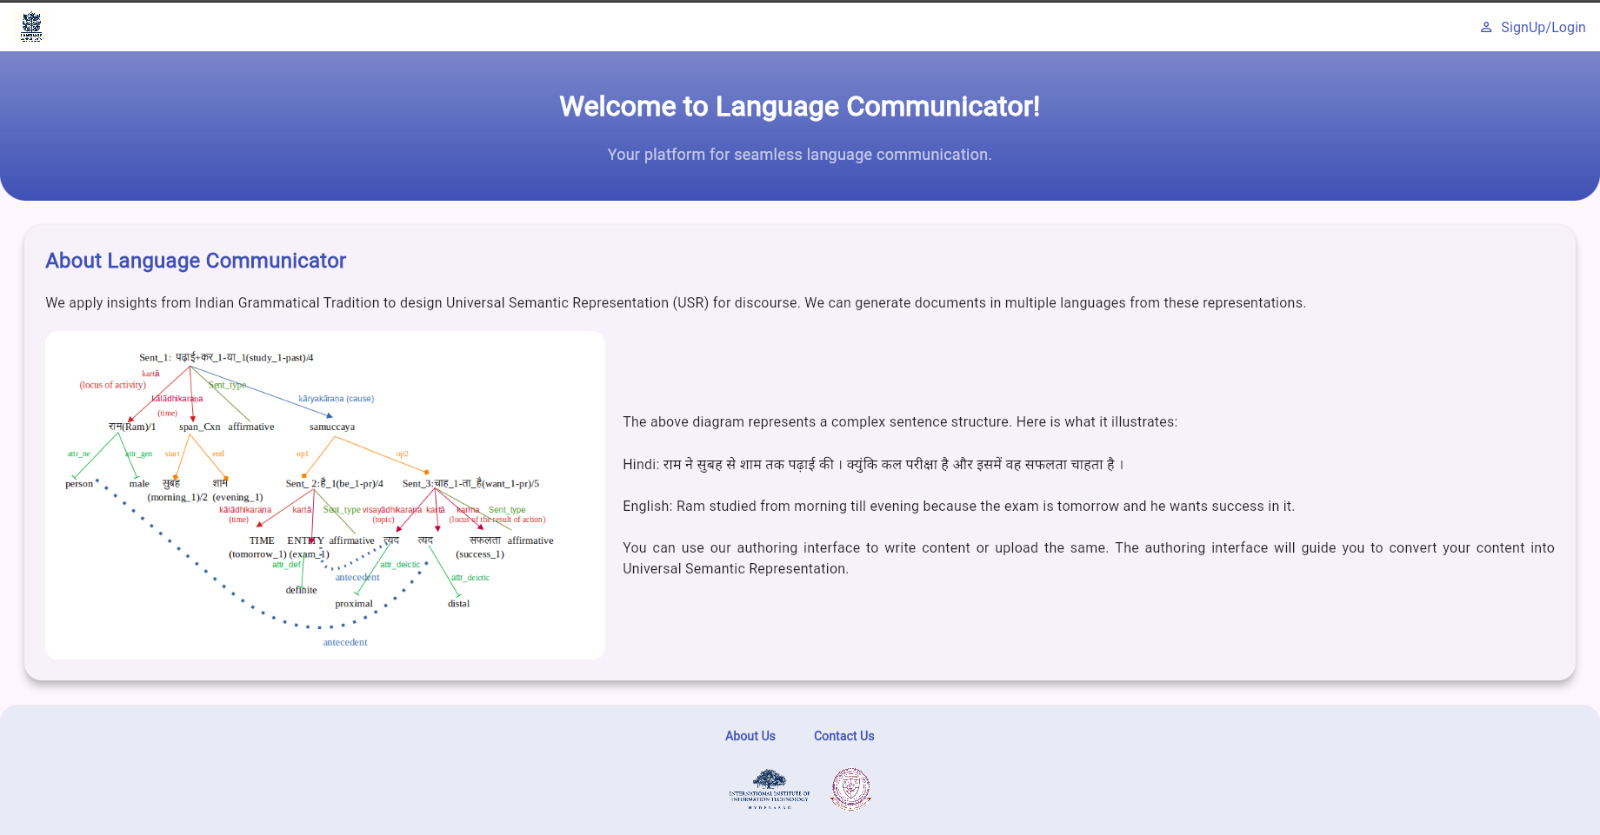 SignUp/Login
Welcome to Language Communicator!
Your platform for seamless language communication.
About Language Communicator
We apply insights from Indian Grammatical Tradition to design Universal Semantic Representation (USR) for discourse. We can generate documents in multiple languages from these representations.
Sent_1: पढ़ाई+कर_1-या_1(study_1-past)/4
kartā
(locus of activity)
Sent_type
kālādhikaraṇa
(time)
kāryakāraṇa (cause)
राम(Ram)/1
span_Cxn
affirmative
samuccaya
attr_ne
attr_gen
start
end
op1
op2
person
male
सुबह
शाम
(morning_1)/2
(evening_1)
Sent_ 2:है_1(be_1-pr)/4
Sent_3:चाह_1-ता_है(want_1-pr)/5
kālādhikaraṇa
(time)
kartā
Sent_type
visayādhikaraṇa
(topic)
kartā
karma
(locus of the result of action)
Sent_type
TIME
ENTITY
affirmative
त्यद
त्यद
सफलता
affirmative
(tomorrow_1)
(exam_1)
(success_1)
attr_def
antecedent
attr_deictic
attr_deictic
definite
proximal
distal
antecedent
The above diagram represents a complex sentence structure. Here is what it illustrates:
Hindi: राम ने सुबह से शाम तक पढ़ाई की । क्युंकि कल परीक्षा है और इसमें वह सफलता चाहता है ।
English: Ram studied from morning till evening because the exam is tomorrow and he wants success in it.
You can use our authoring interface to write content or upload the same. The authoring interface will guide you to convert your content into
Universal Semantic Representation.
About Us
Contact Us
INTERNATIONAL INSTITUTE OF
INFORMATION TECHNOLOGY
HYDERABAD